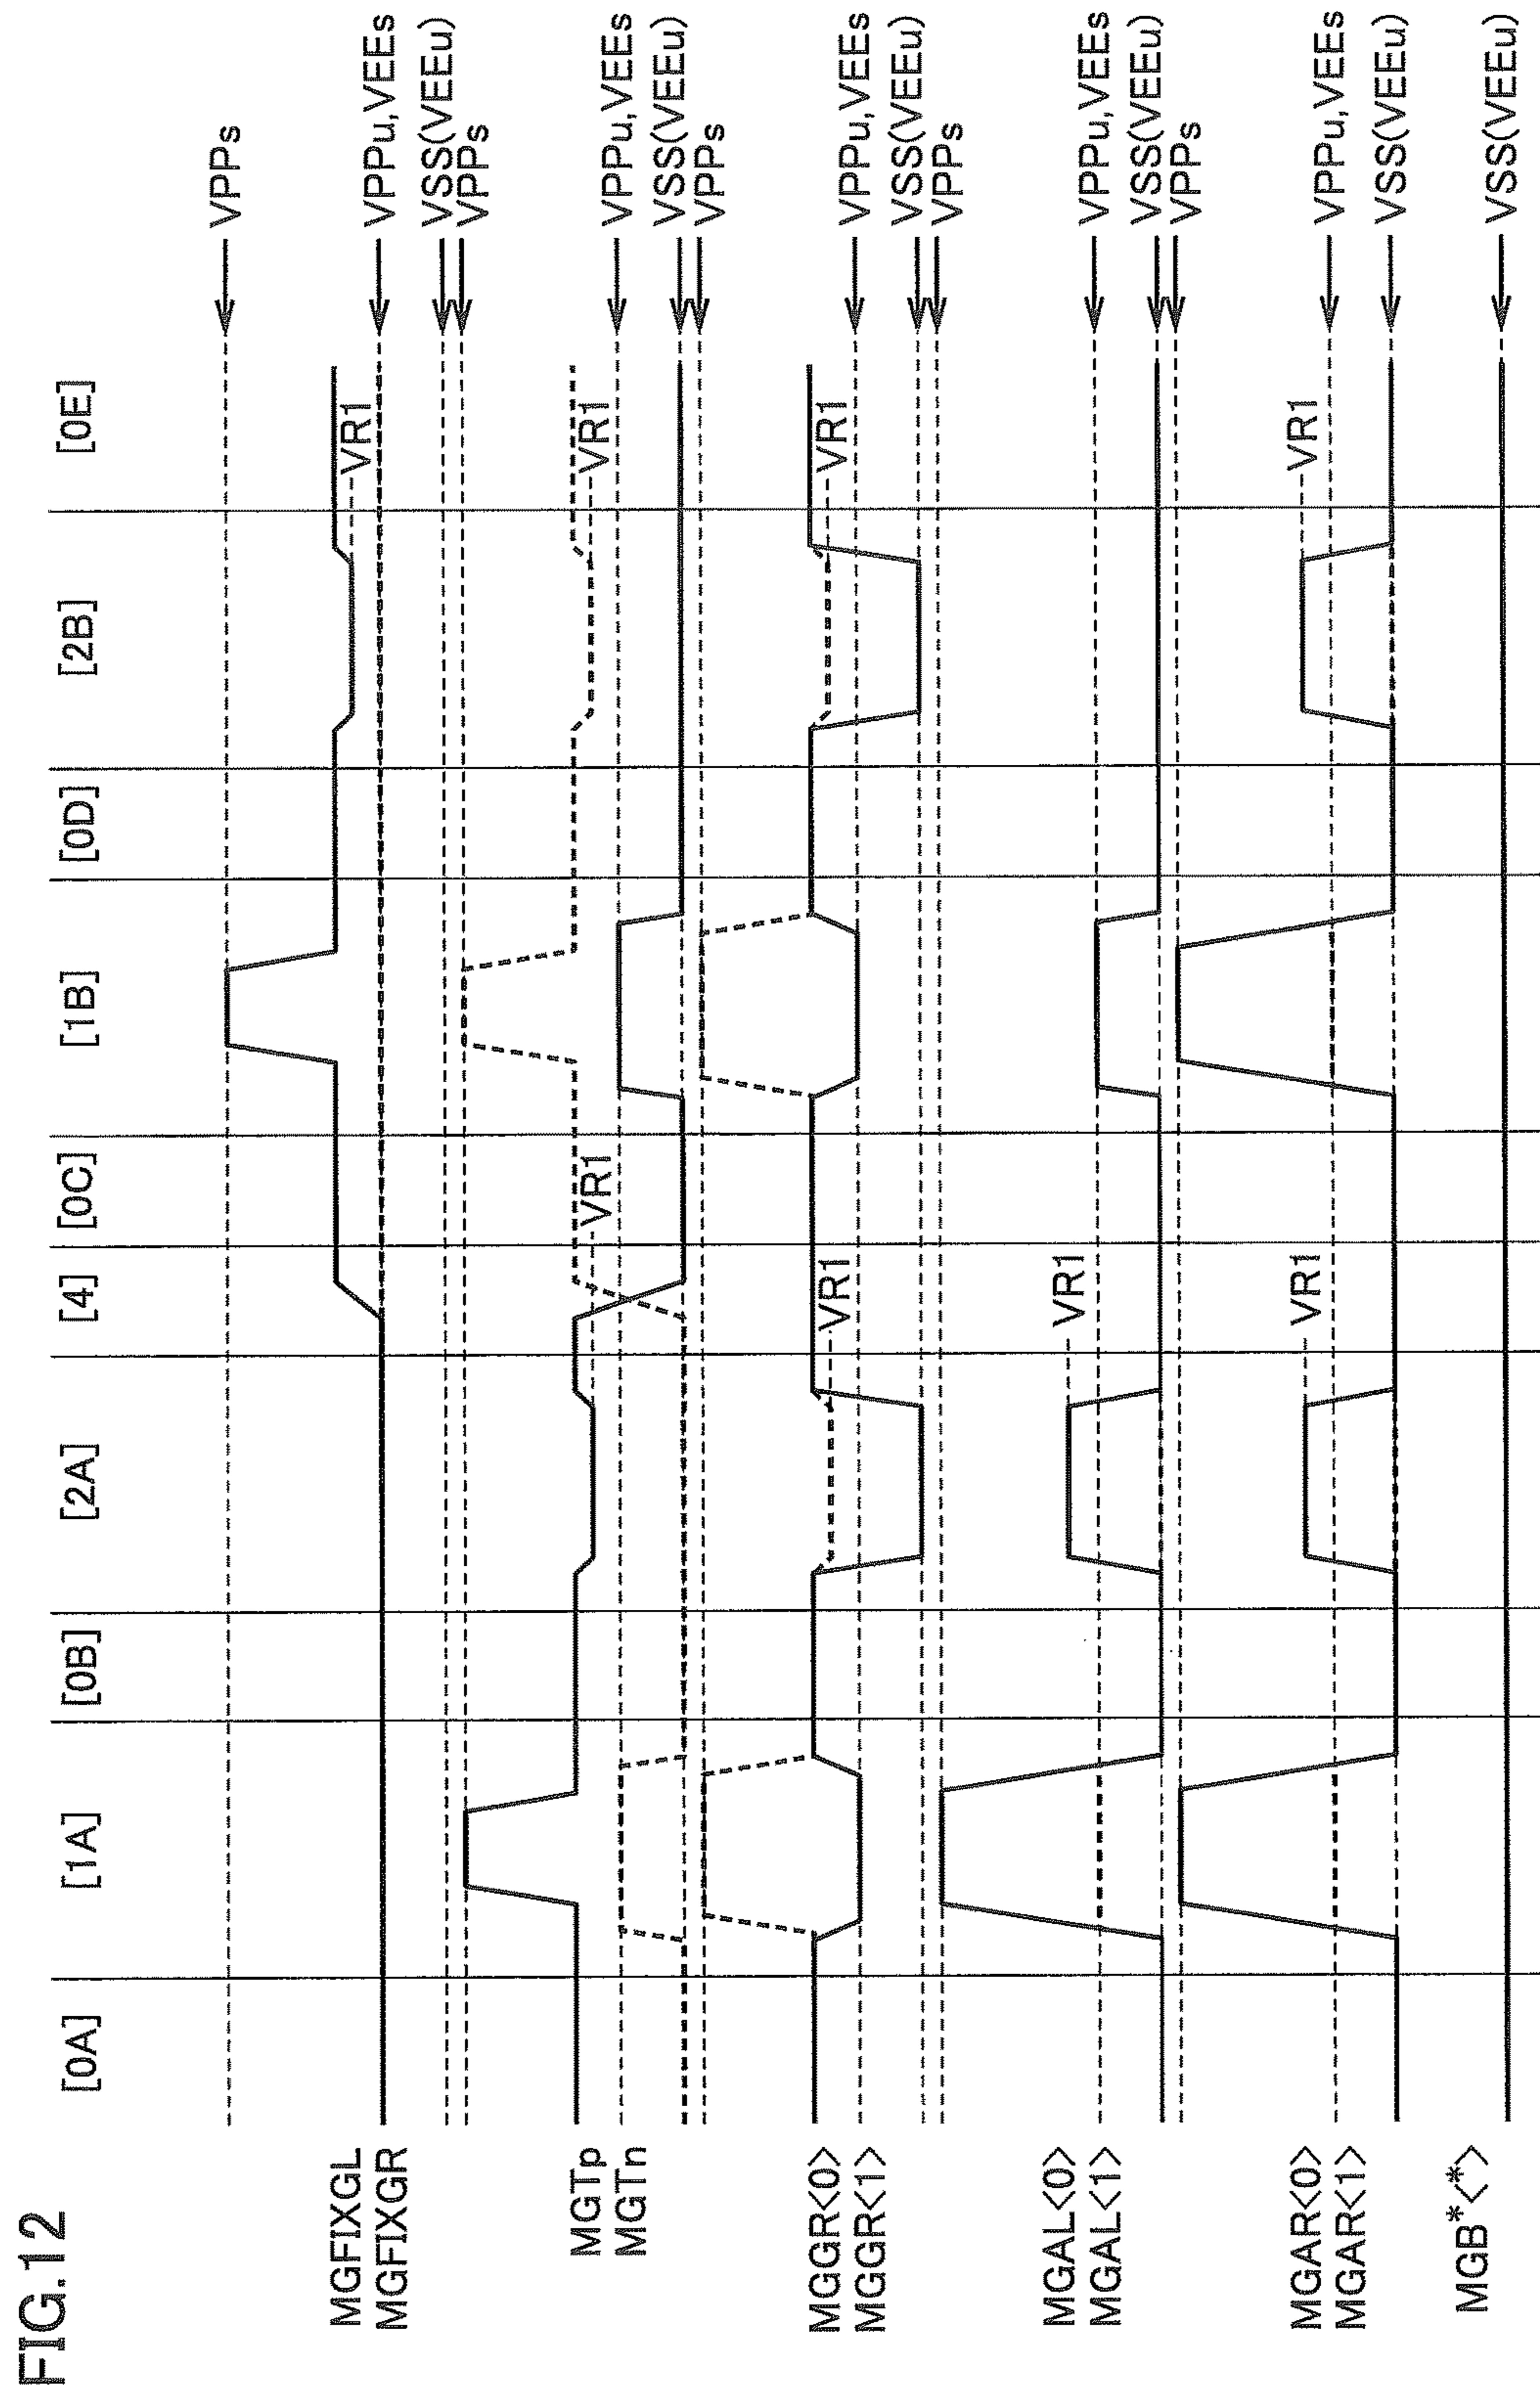 FIG.12
[0A] [1A] [0B] [2A] [4] [0C] [1B] [0D] [2B] [0E]
VPPs
MGFIXGL
MGFIXGR
VR1
VPPu,VEEs
VSS(VEEu)
VPPs
MGTp
MGTn
VR1
VR1
VPPu,VEEs
VSS(VEEu)
VPPs
MGGR<0>
MGGR<1>
VR1
VR1
VPPu,VEEs
VSS(VEEu)
VPPs
MGAL<0>
MGAL<1>
VR1
VPPu,VEEs
VSS(VEEu)
VPPs
MGAR<0>
MGAR<1>
VR1
VR1
VPPu,VEEs
VSS(VEEu)
MGB*<*>
VSS(VEEu)